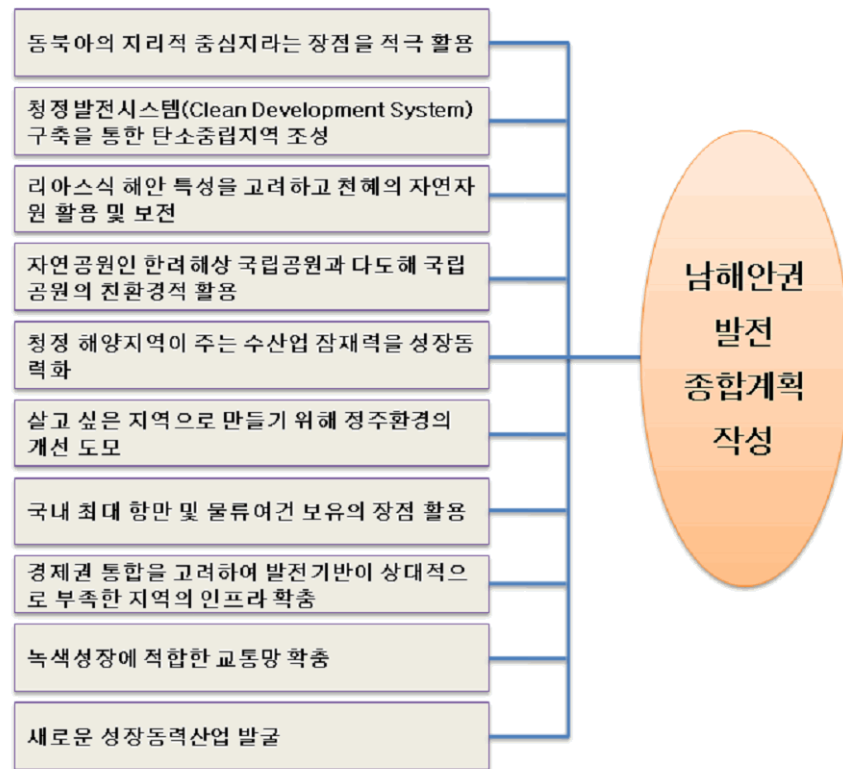 동북아의 지리적 중심지라는 장점을 적극 활용
청정발전시스템(Clean Development System)
구축을 통한 탄소중립지역 조성
리아스식 해안 특성을 고려하고 천혜의 자연자
원 활용 및 보전
자연공원인 한려해상 국립공원과 다도해 국립
공원의 친환경적 활용
청정 해양지역이 주는 수산업 잠재력을 성장동
력화
살고 싶은 지역으로 만들기 위해 정주환경의
개선 도모
국내 최대 항만 및 물류여건 보유의 장점 활용
경제권 통합을 고려하여 발전기반이 상대적으
로 부족한 지역의 인프라 확충
녹색성장에 적합한 교통망 확충
새로운 성장동력산업 발굴
남해안권
발전
종합계획
작성